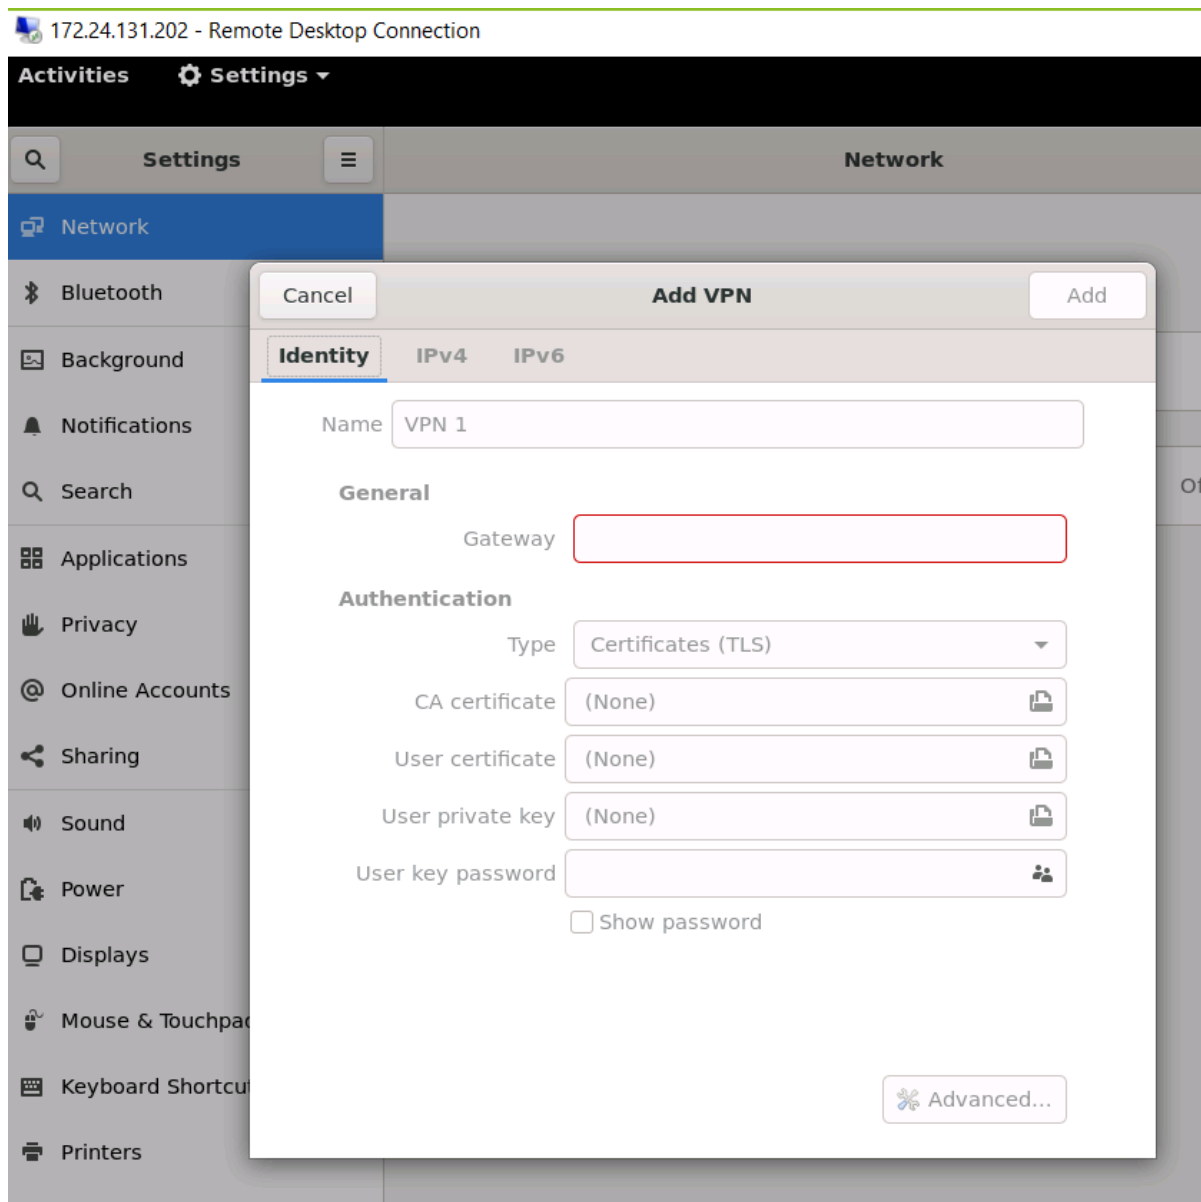 172.24.131.202 - Remote Desktop Connection
Activities Settings
Settings Network
Network
Bluetooth
Background
Notifications
Search
Applications
Privacy
Online Accounts
Sharing
Sound
Power
Displays
Mouse & Touchpad
Keyboard Shortcut
Printers
Cancel Add VPN Add
Identity IPv4 IPv6
Name VPN 1
General
Gateway
Authentication
Type Certificates (TLS)
CA certificate (None)
User certificate (None)
User private key (None)
User key password
Show password
Advanced...